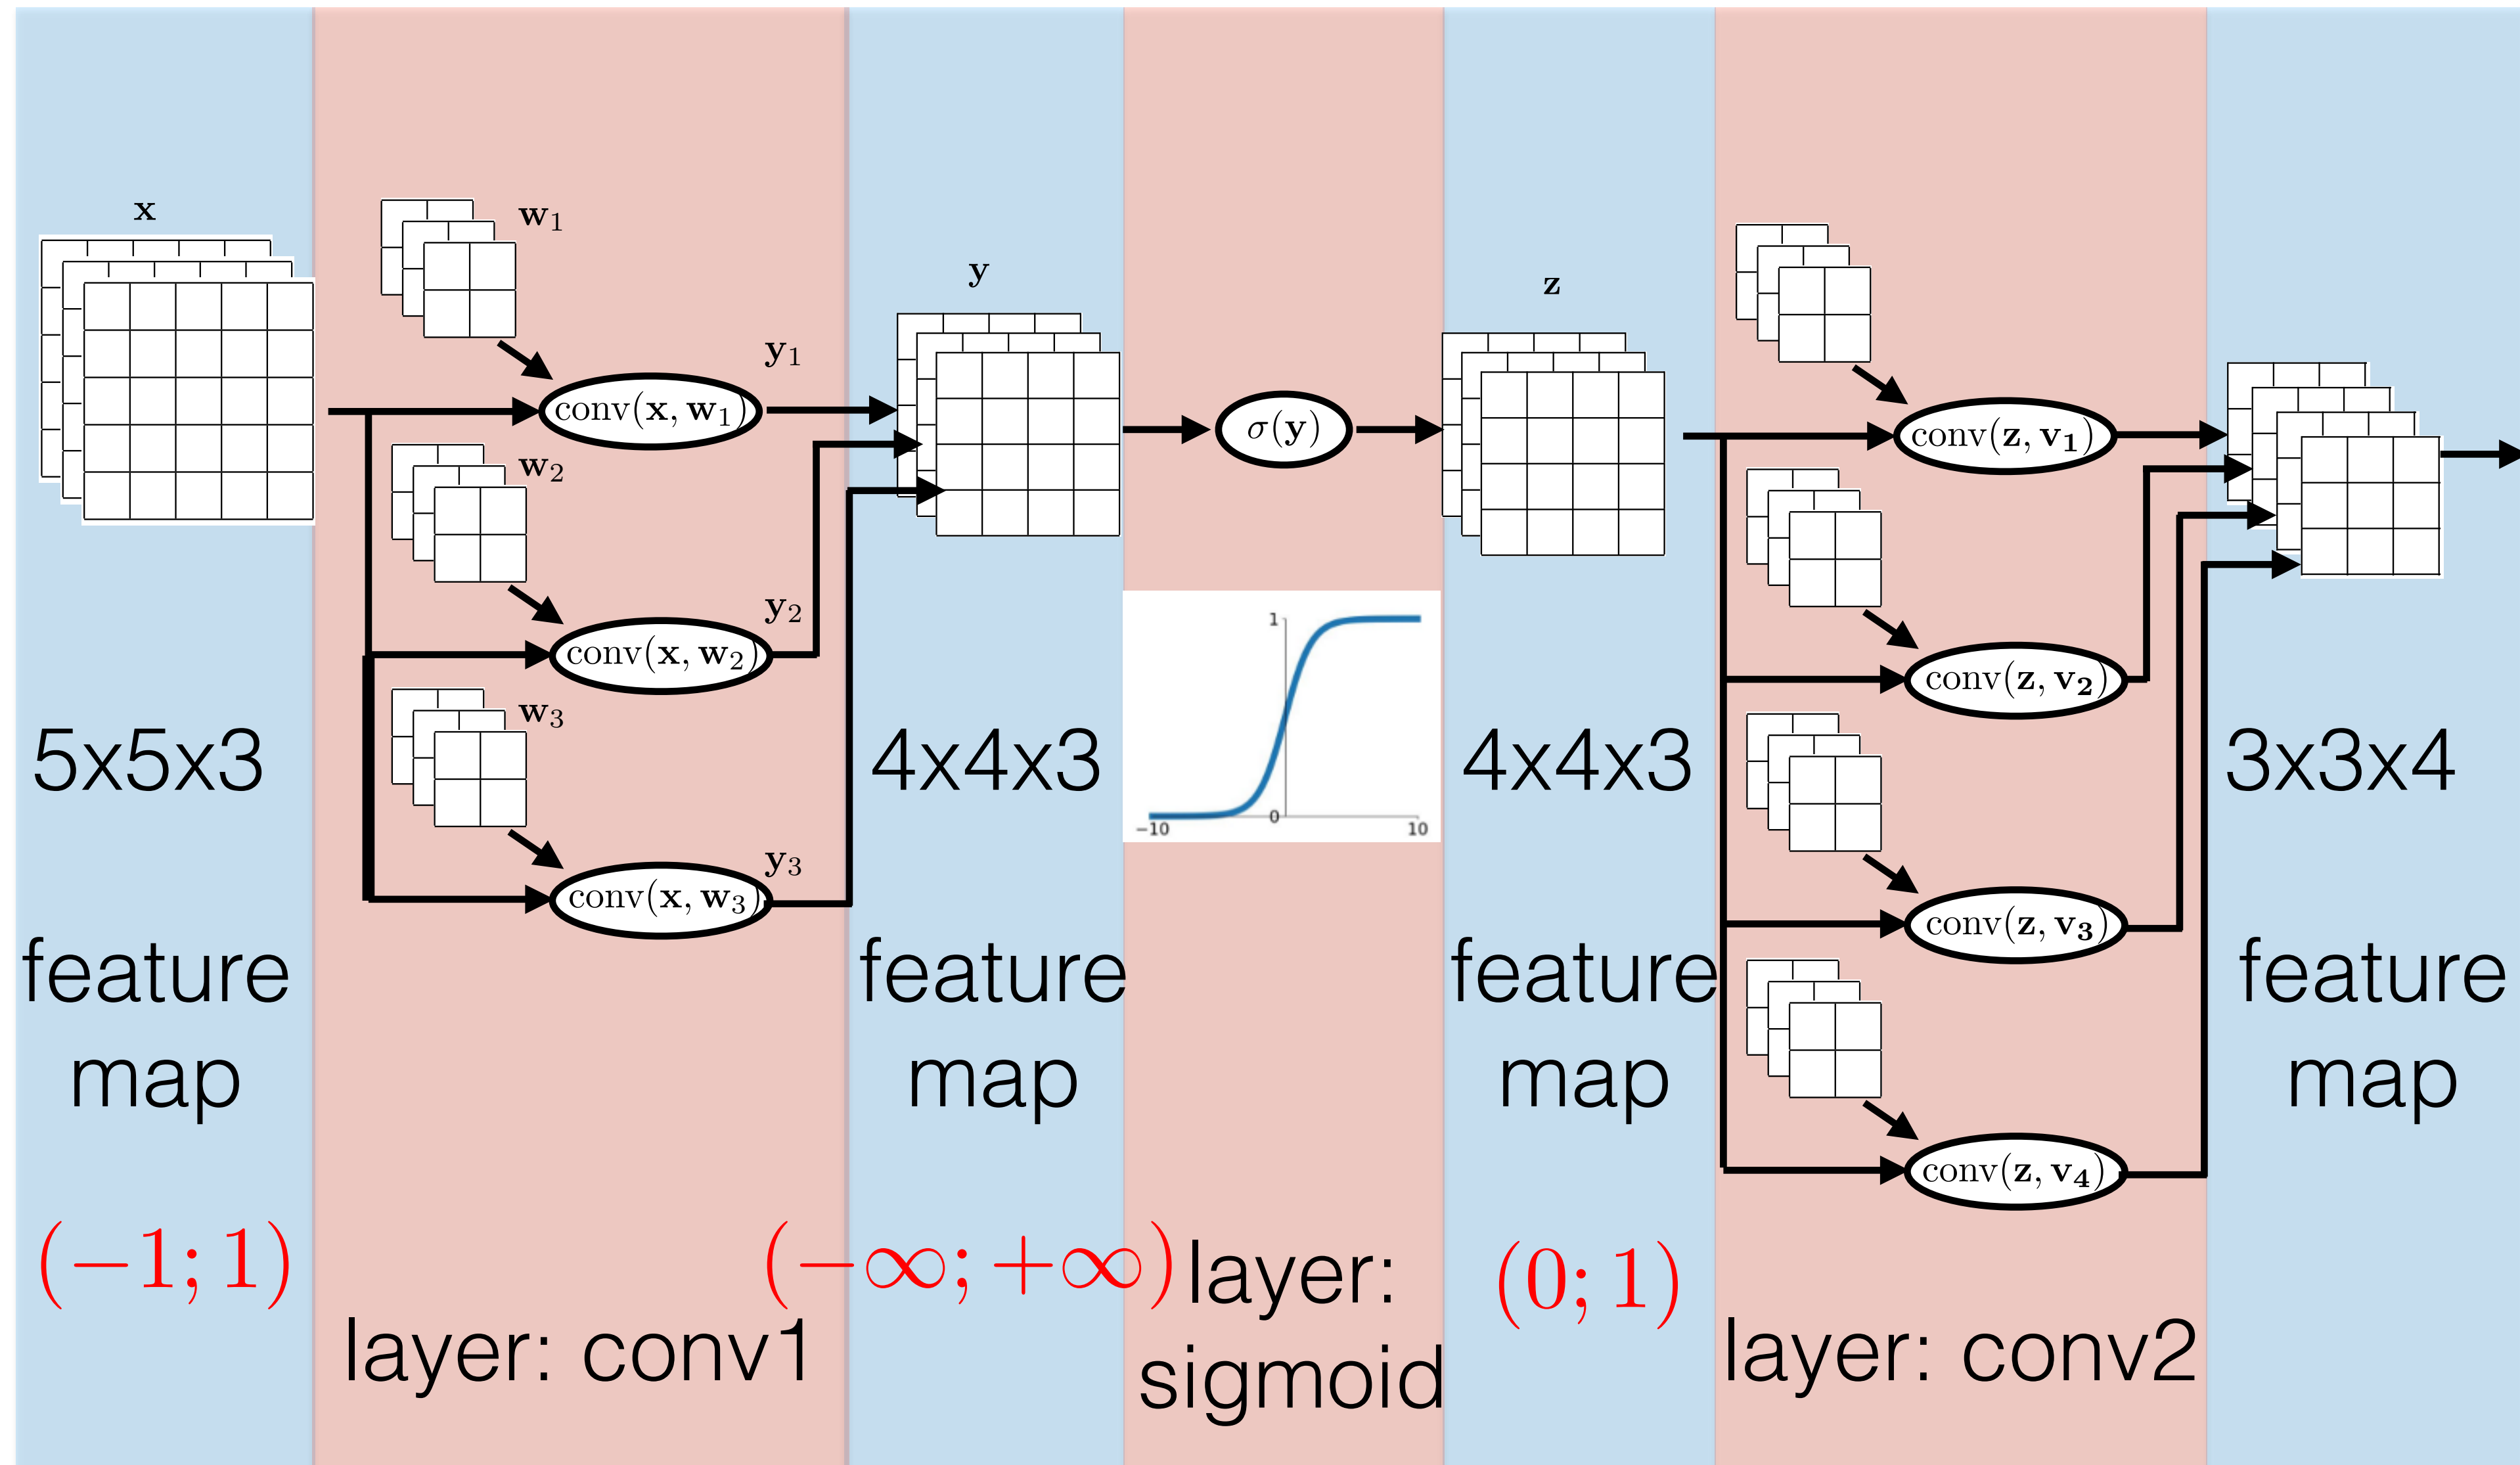 x
w₁
y₁
conv(x, w₁)
w₂
y₂
conv(x, w₂)
w₃
y₃
conv(x, w₃)
y
σ(y)
1
0
−10
10
z
conv(z, v₁)
conv(z, v₂)
conv(z, v₃)
conv(z, v₄)
5x5x3
4x4x3
4x4x3
3x3x4
feature
map
feature
map
feature
map
feature
map
(−1; 1)
layer: conv1
(−∞; +∞)
layer:
sigmoid
(0; 1)
layer: conv2